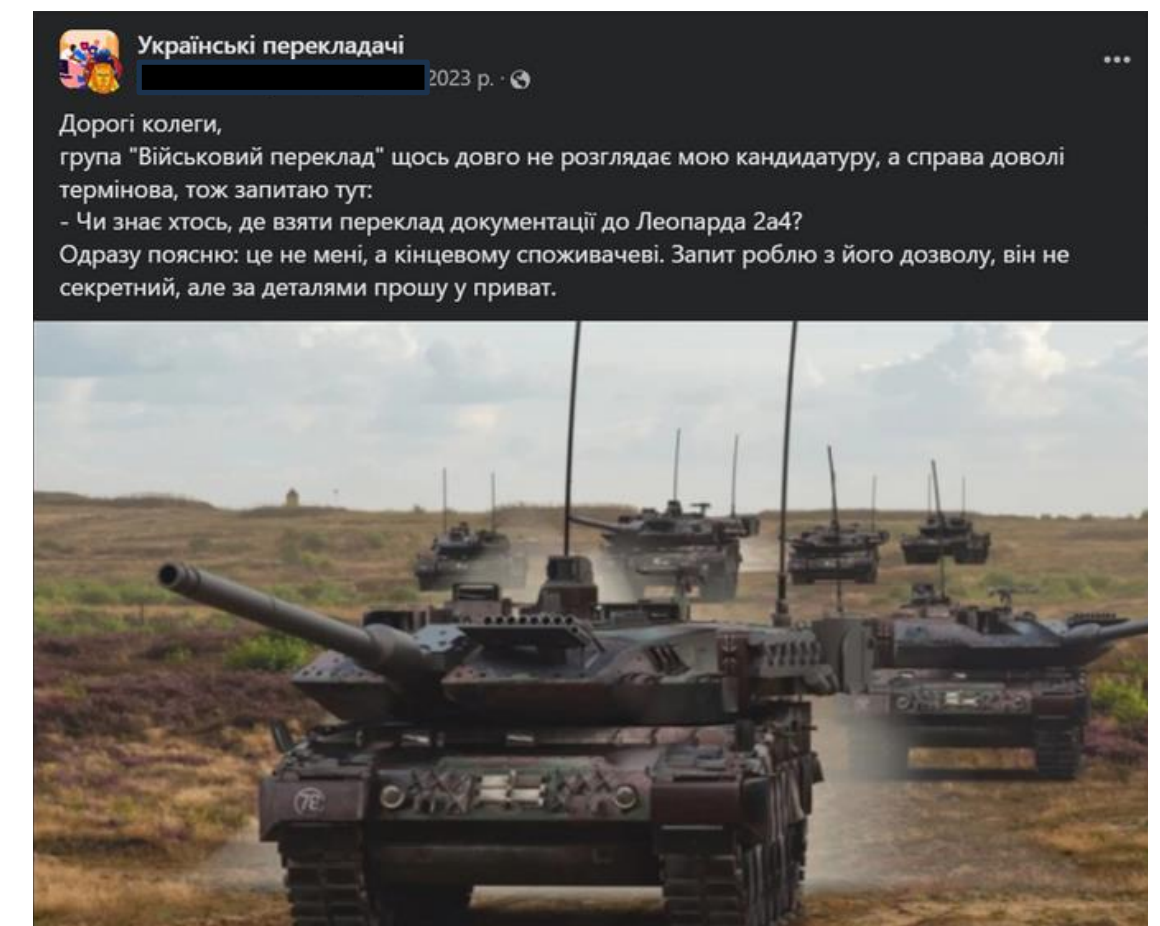 Українські перекладачі
2023 р. ·
Дорогі колеги,
група "Військовий переклад" щось довго не розглядає мою кандидатуру, а справа доволі
термінова, тож запитаю тут:
- Чи знає хтось, де взяти переклад документації до Леопарда 2а4?
Одразу поясню: це не мені, а кінцевому споживачеві. Запит роблю з його дозволу, він не
секретний, але за деталями прошу у приват.